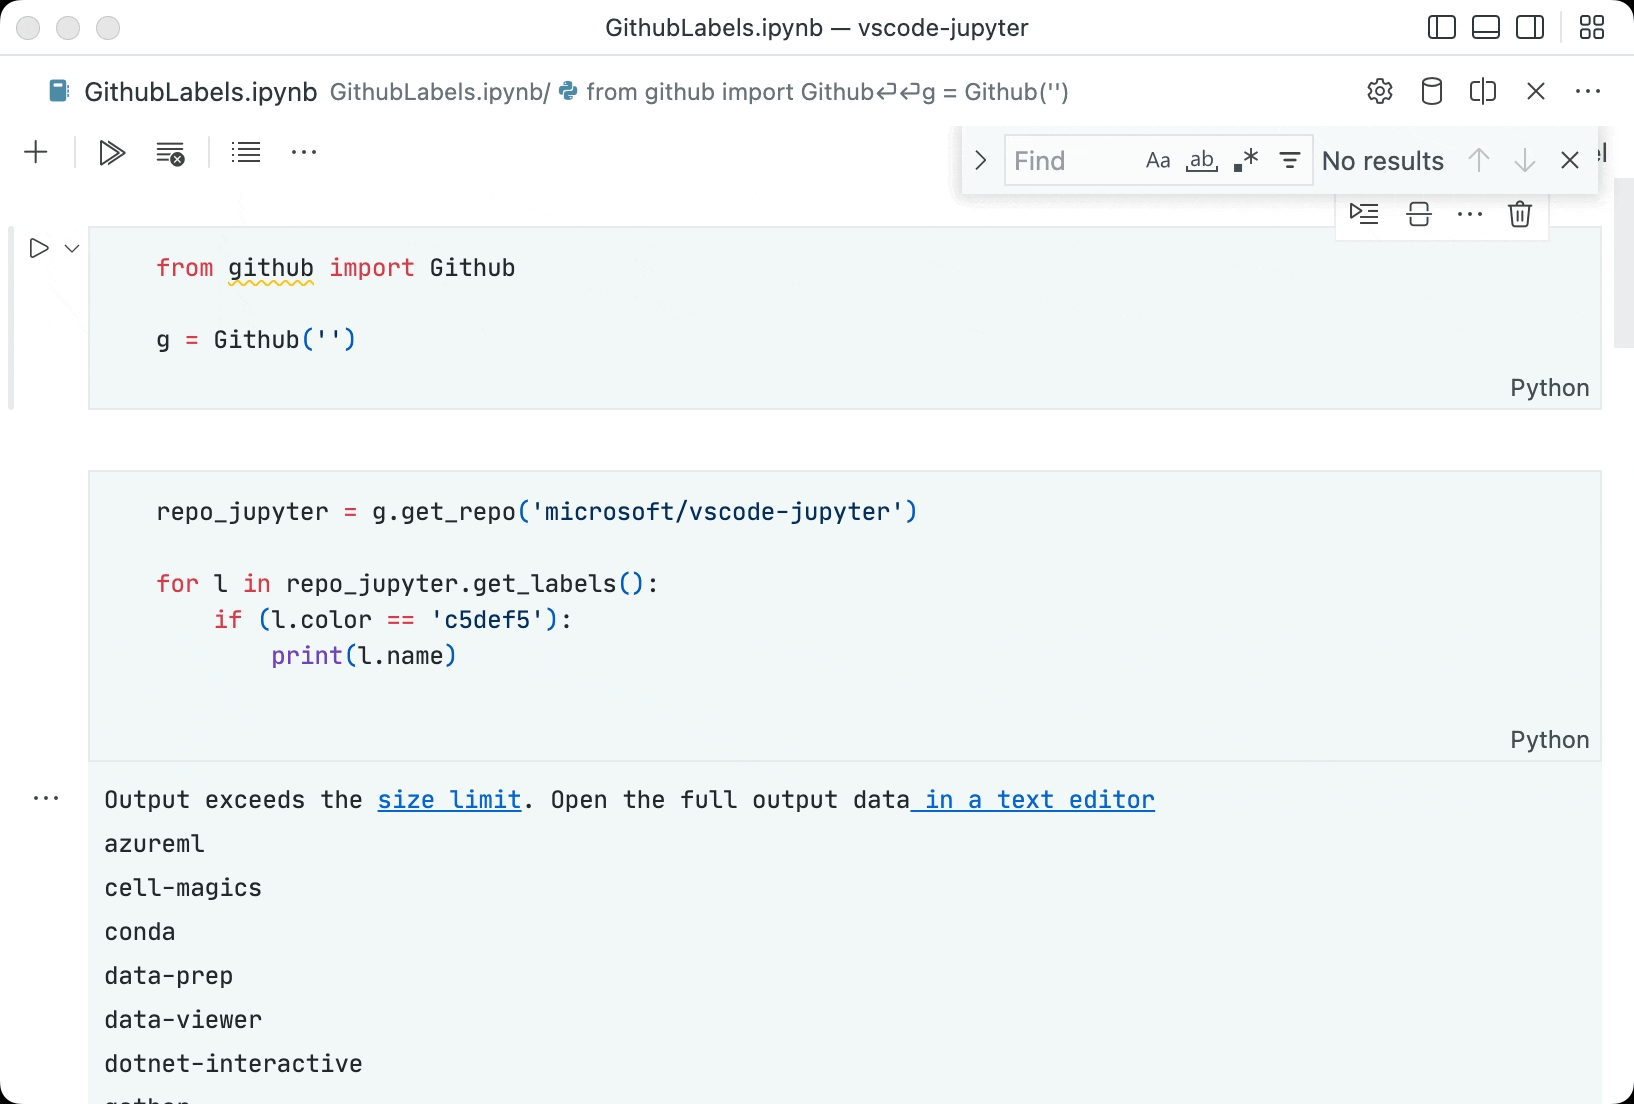 GithubLabels.ipynb — vscode-jupyter
GithubLabels.ipynb GithubLabels.ipynb/ from github import Github↵↵g = Github('')
Find Aa ab .* No results
from github import Github
g = Github('')
Python
repo_jupyter = g.get_repo('microsoft/vscode-jupyter')
for l in repo_jupyter.get_labels():
    if (l.color == 'c5def5'):
        print(l.name)
Python
Output exceeds the size limit. Open the full output data in a text editor
azureml
cell-magics
conda
data-prep
data-viewer
dotnet-interactive